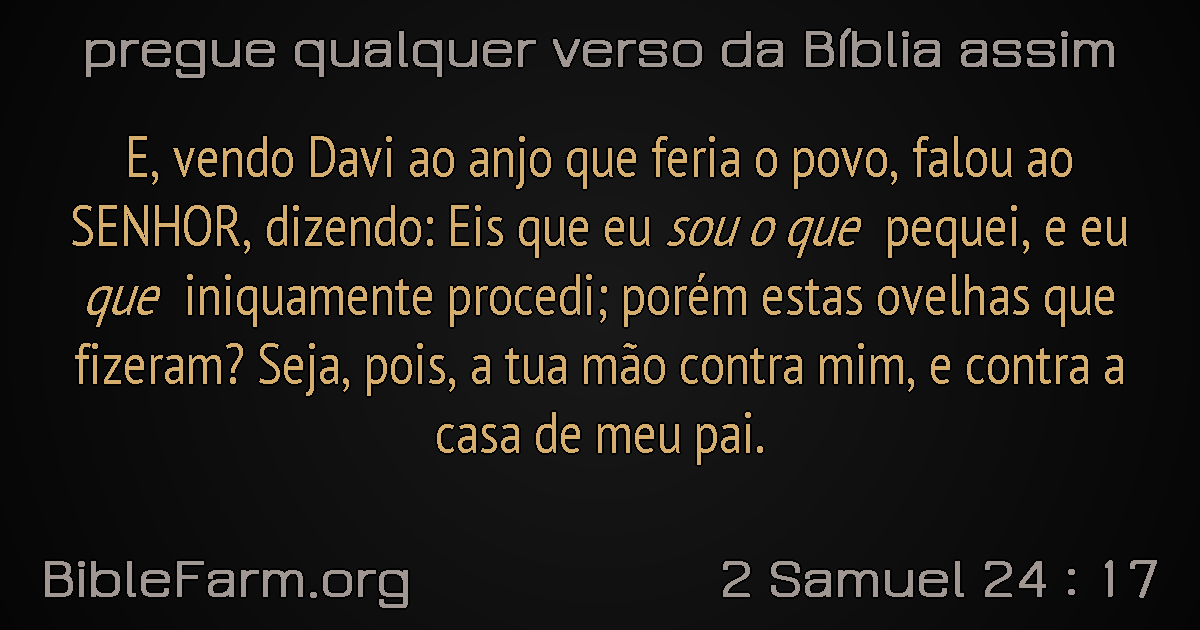 pregue qualquer verso da Bíblia assim
E, vendo Davi ao anjo que feria o povo, falou ao
SENHOR, dizendo: Eis que eu sou o que pequei, e eu
que iniquamente procedi; porém estas ovelhas que
fizeram? Seja, pois, a tua mão contra mim, e contra a
casa de meu pai.
BibleFarm.org
2 Samuel 24 : 17